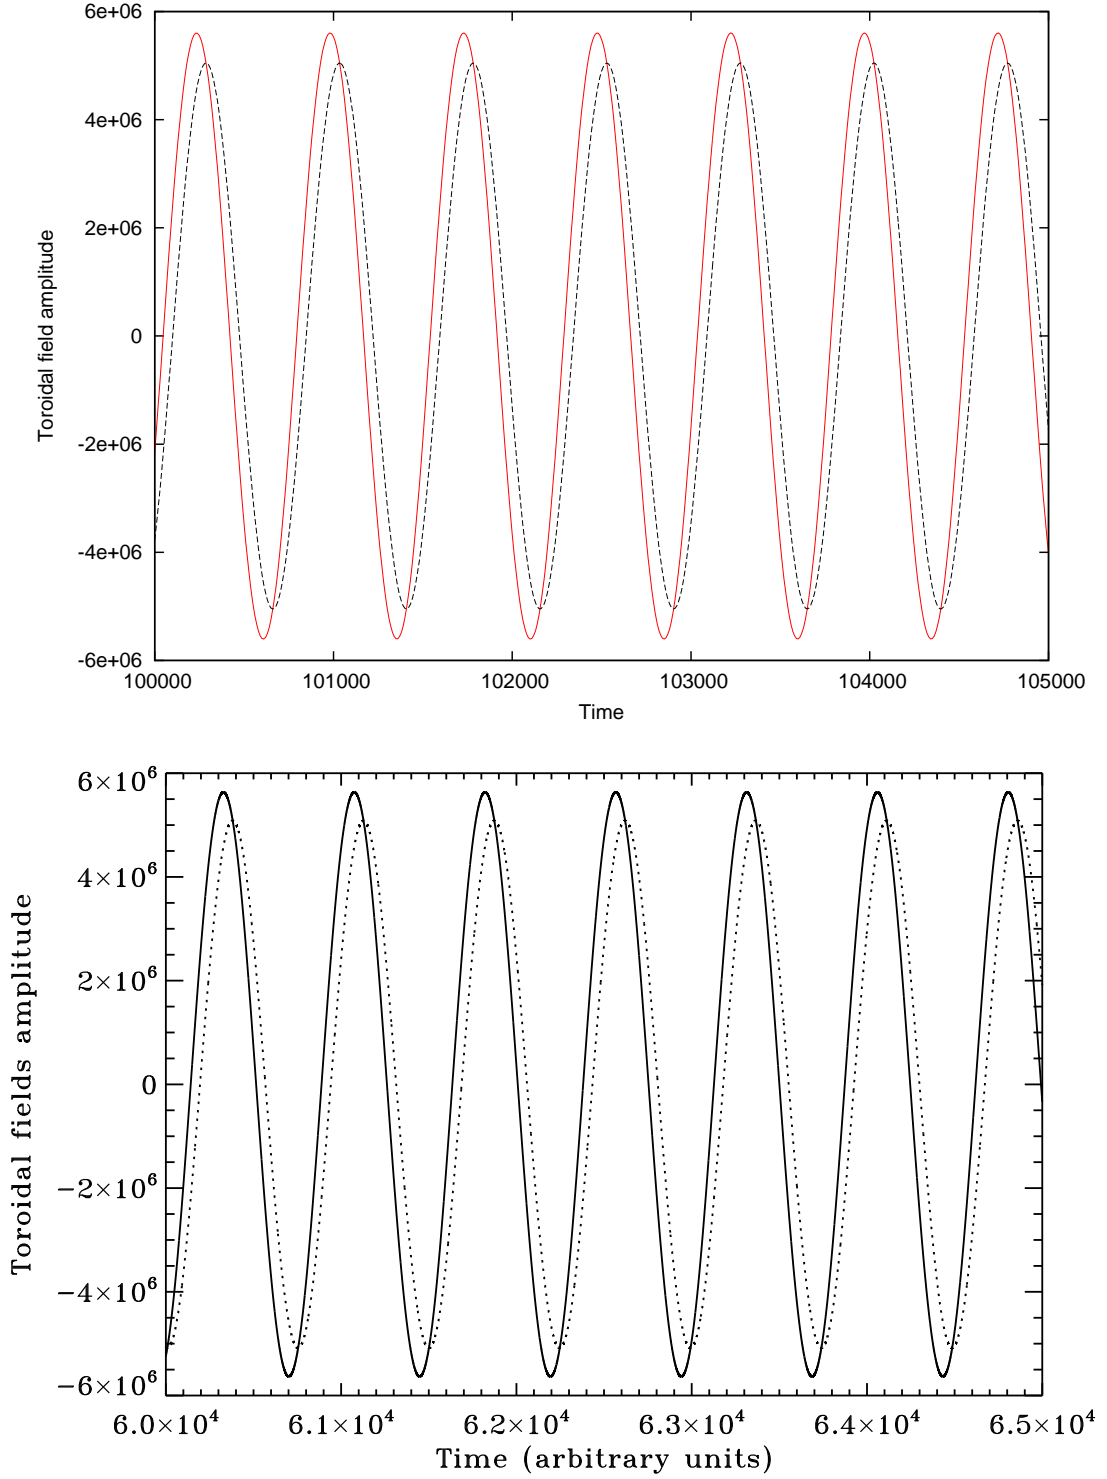 6e+06
4e+06
2e+06
0
-2e+06
-4e+06
-6e+06
Toroidal field amplitude
100000 101000 102000 103000 104000 105000
Time
6×10⁶
4×10⁶
2×10⁶
0
−2×10⁶
−4×10⁶
−6×10⁶
Toroidal fields amplitude
6.0×10⁴ 6.1×10⁴ 6.2×10⁴ 6.3×10⁴ 6.4×10⁴ 6.5×10⁴
Time (arbitrary units)